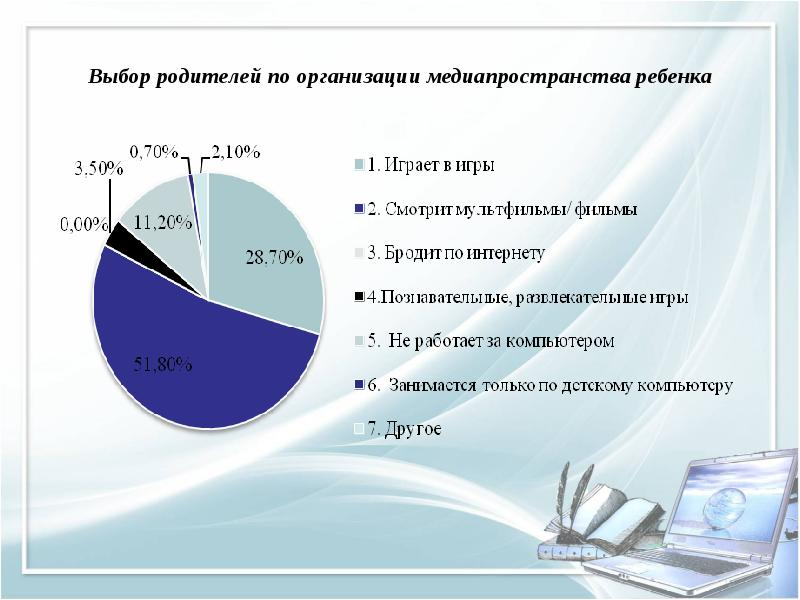 Выбор родителей по организации медиапространства ребенка
0,70%
2,10%
3,50%
0,00%
11,20%
28,70%
51,80%
1. Играет в игры
2. Смотрит мультфильмы/ фильмы
3. Бродит по интернету
4.Познавательные, развлекательные игры
5. Не работает за компьютером
6. Занимается только по детскому компьютеру
7. Другое